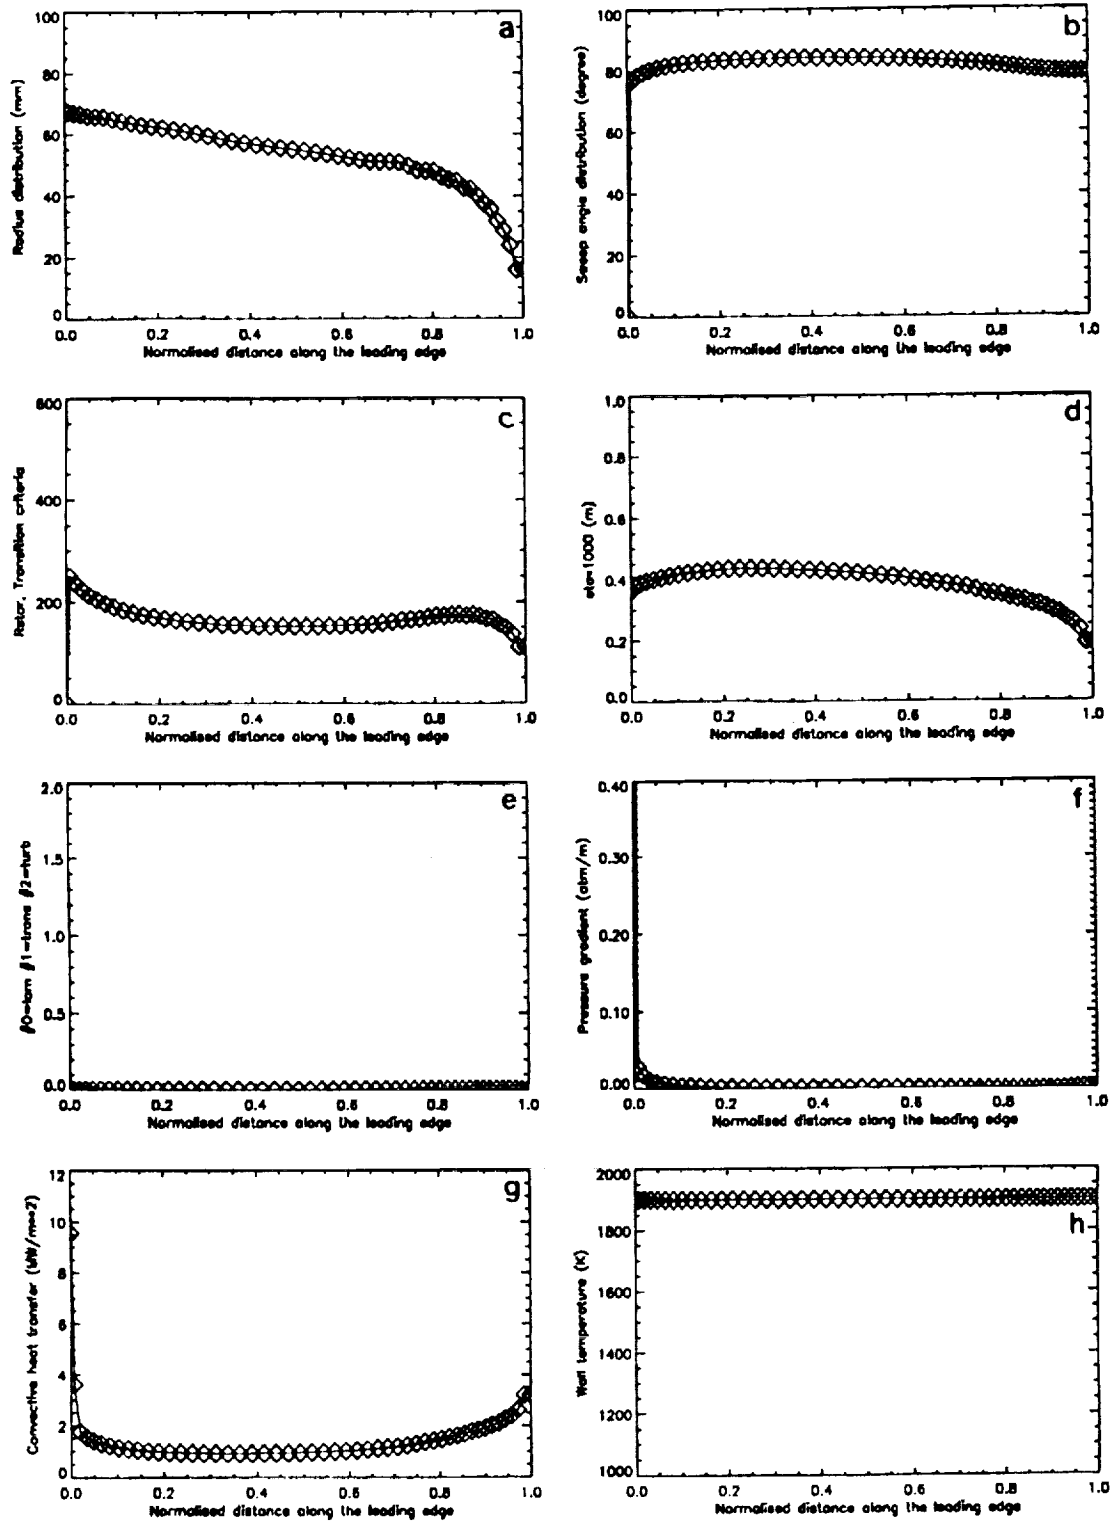 a
100
80
60
40
20
0
Radius distribution (mm)
0.0 0.2 0.4 0.6 0.8 1.0
Normalised distance along the leading edge
b
100
80
60
40
20
0
Sweep angle distribution (degree)
0.0 0.2 0.4 0.6 0.8 1.0
Normalised distance along the leading edge
c
600
400
200
0
Transition criteria
0.0 0.2 0.4 0.6 0.8 1.0
Normalised distance along the leading edge
d
1.0
0.8
0.6
0.4
0.2
0.0
eta*1000 (m)
0.0 0.2 0.4 0.6 0.8 1.0
Normalised distance along the leading edge
e
2.0
1.5
1.0
0.5
0.0
#0=lam #1=trans #2=turb
0.0 0.2 0.4 0.6 0.8 1.0
Normalised distance along the leading edge
f
0.40
0.30
0.20
0.10
0.00
Pressure gradient (atm/m)
0.0 0.2 0.4 0.6 0.8 1.0
Normalised distance along the leading edge
g
12
10
8
6
4
2
0
Convective heat transfer (MW/m**2)
0.0 0.2 0.4 0.6 0.8 1.0
Normalised distance along the leading edge
h
2000
1800
1600
1400
1200
1000
Wall temperature (K)
0.0 0.2 0.4 0.6 0.8 1.0
Normalised distance along the leading edge